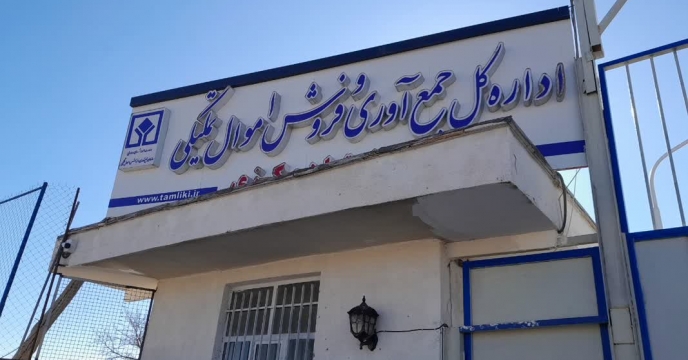 اداره کل جمع آوری و فروش اموال تملیکی
www.tamliki.ir